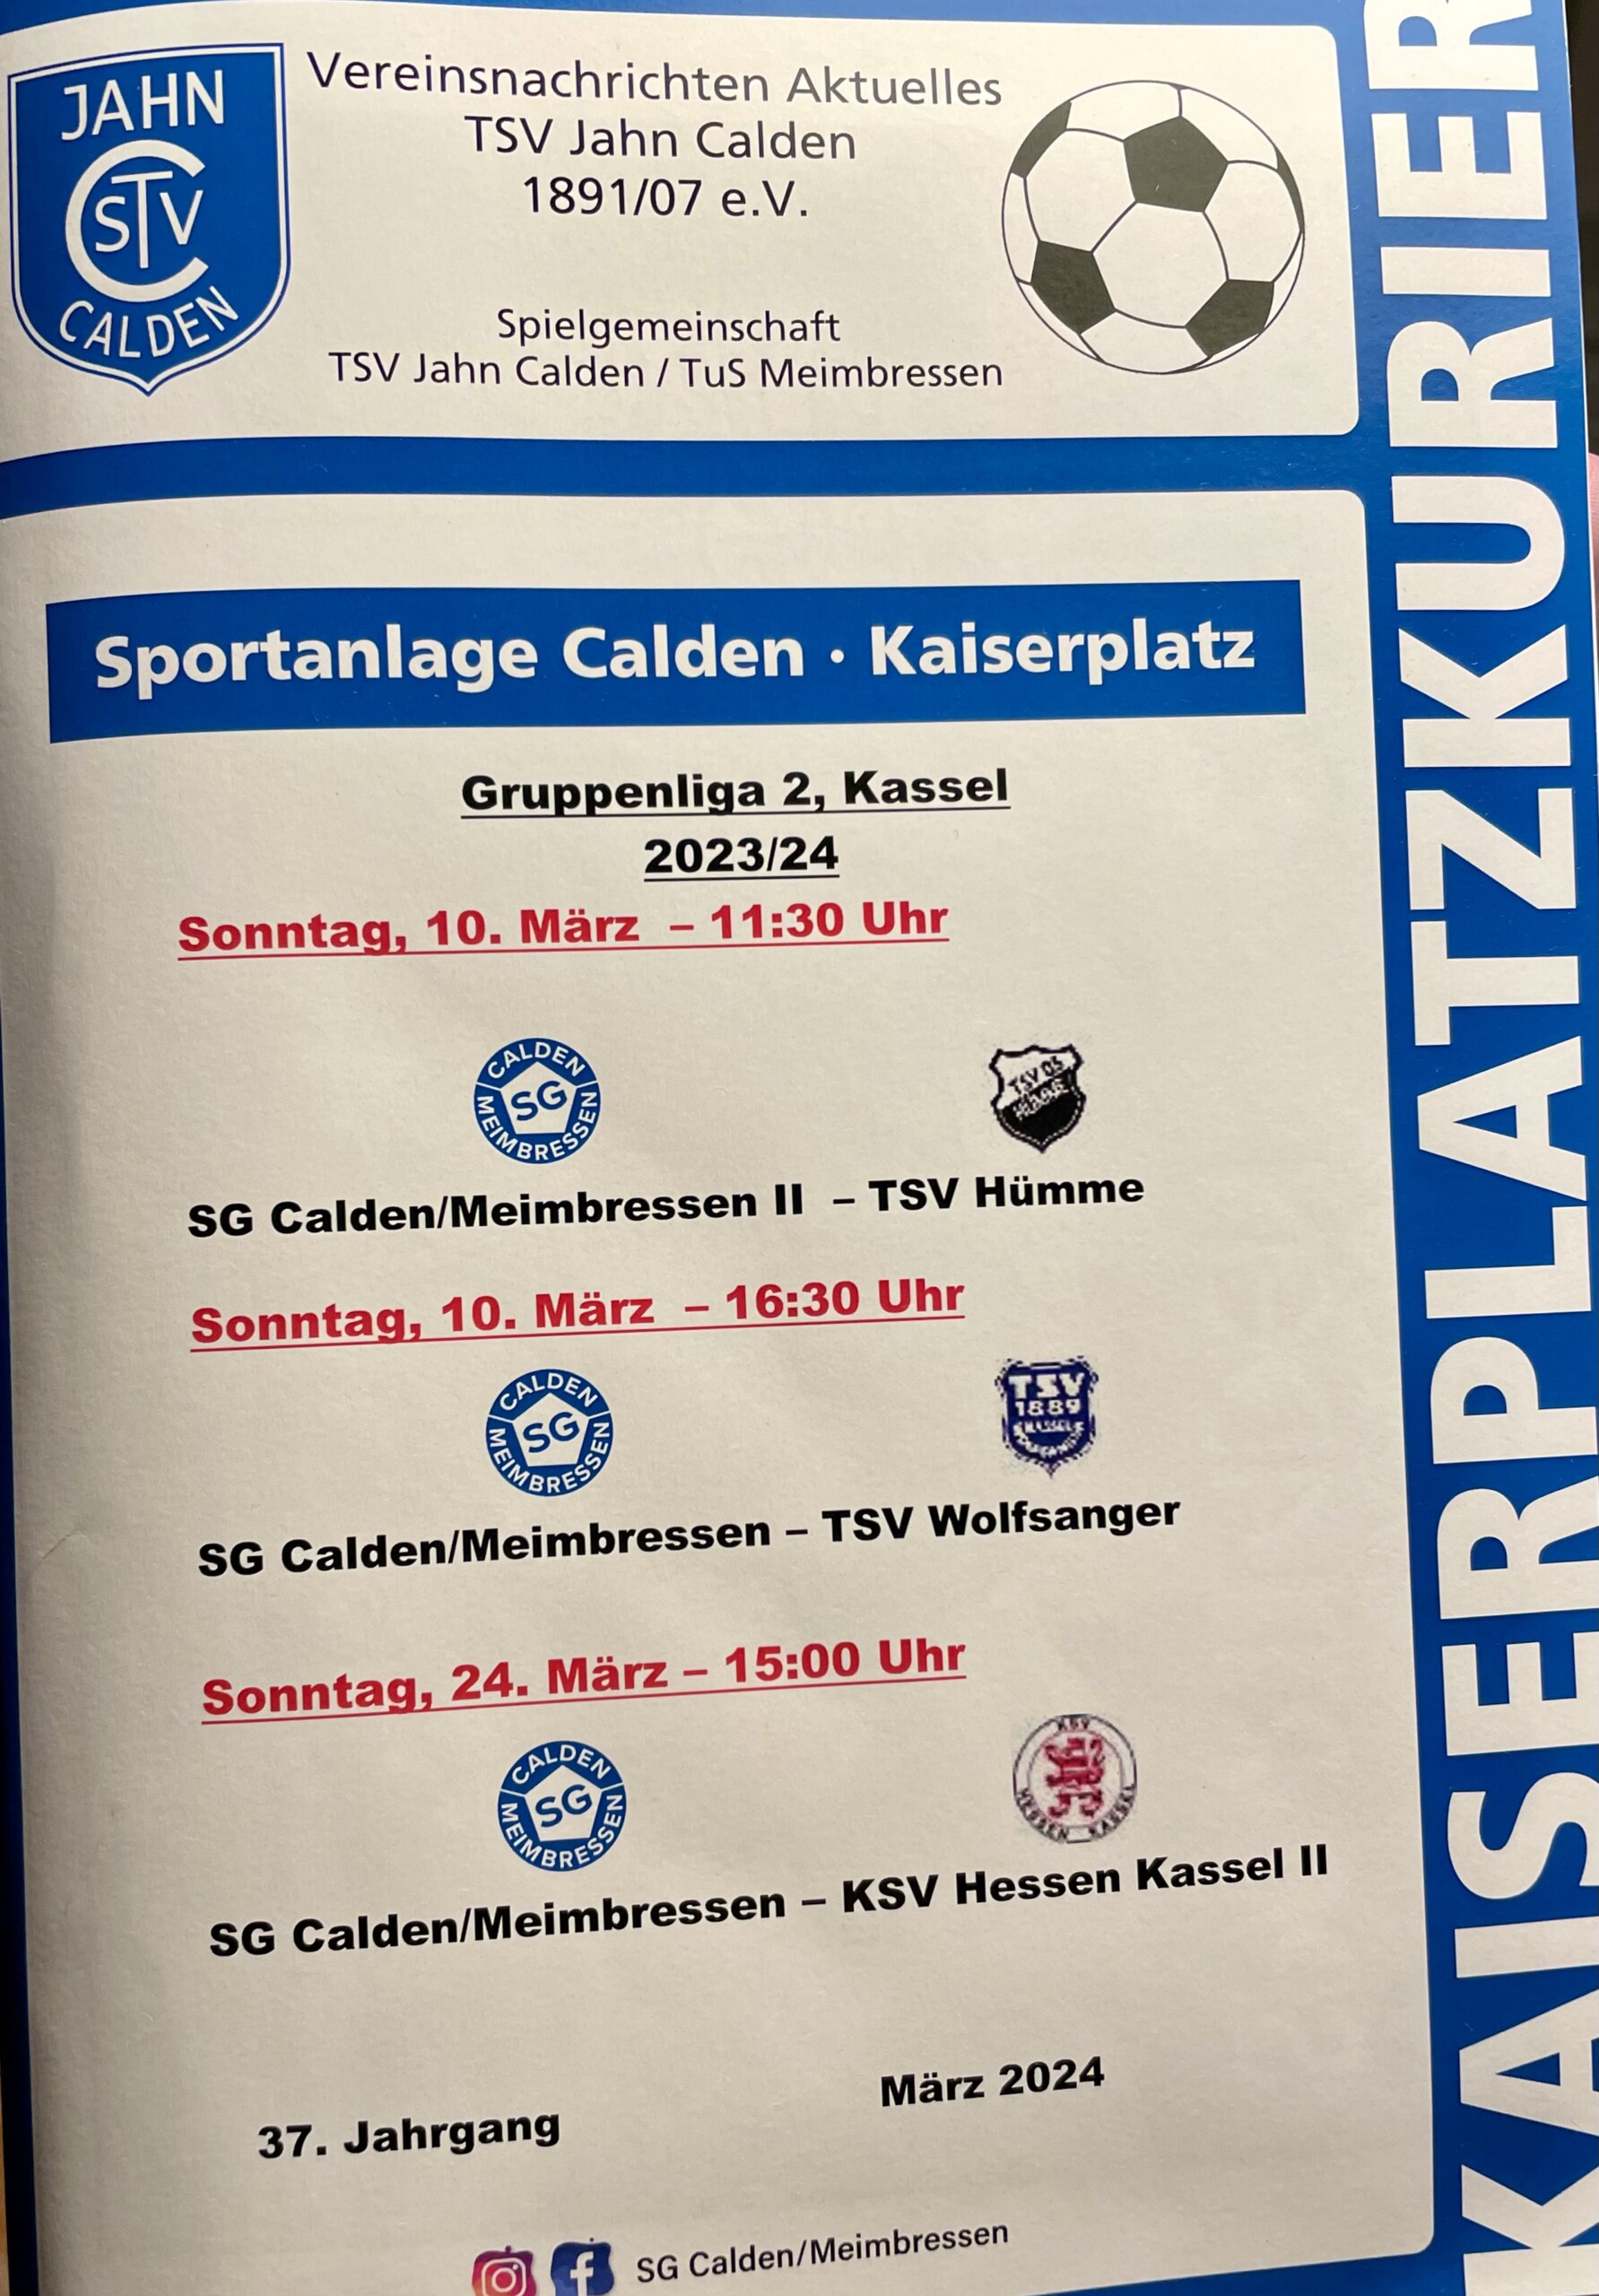 JAHN
STV
CALDEN
Vereinsnachrichten Aktuelles
TSV Jahn Calden
1891/07 e.V.
Spielgemeinschaft
TSV Jahn Calden / TuS Meimbressen
KAISERPLATZKURIER
Sportanlage Calden · Kaiserplatz
Gruppenliga 2, Kassel
2023/24
Sonntag, 10. März – 11:30 Uhr
CALDEN
SG
MEIMBRESSEN
TSV 05
SG Calden/Meimbressen II – TSV Hümme
Sonntag, 10. März – 16:30 Uhr
CALDEN
SG
MEIMBRESSEN
TSV
1889
SG Calden/Meimbressen – TSV Wolfsanger
Sonntag, 24. März – 15:00 Uhr
CALDEN
SG
MEIMBRESSEN
KSV
HESSEN KASSEL
SG Calden/Meimbressen – KSV Hessen Kassel II
37. Jahrgang
März 2024
SG Calden/Meimbressen